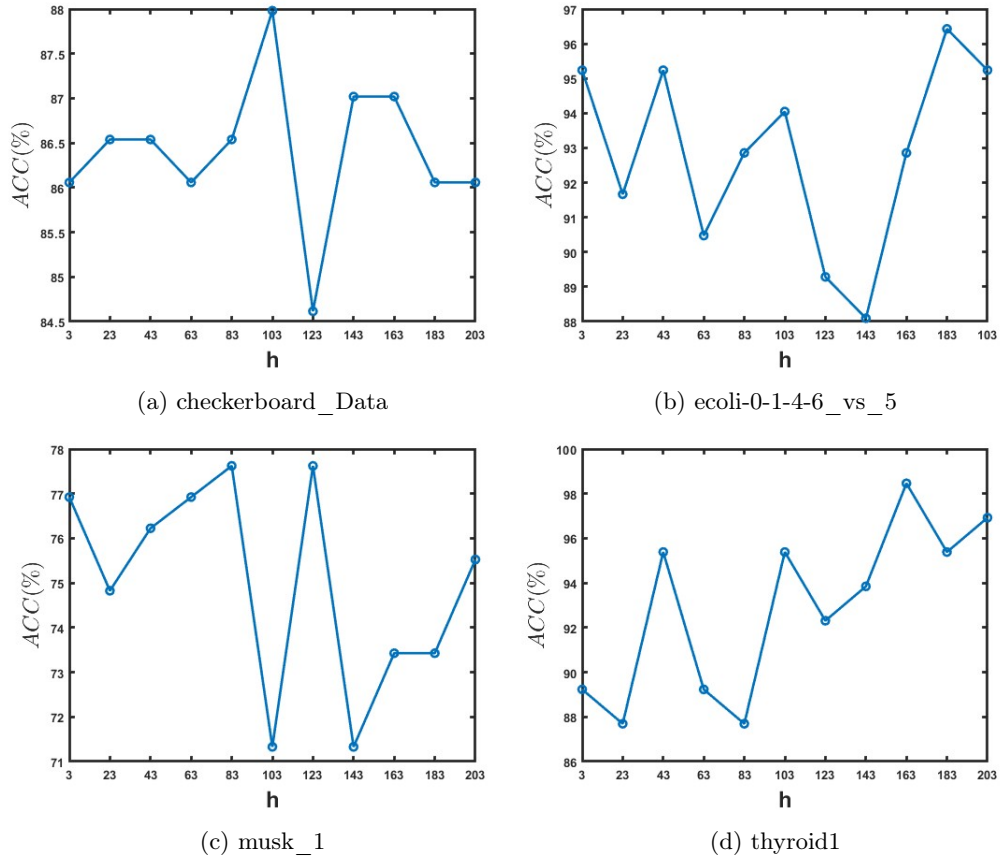 88
87.5
87
86.5
86
85.5
85
84.5
ACC(%)
3 23 43 63 83 103 123 143 163 183 203
h
(a) checkerboard_Data
97
96
95
94
93
92
91
90
89
88
ACC(%)
3 23 43 63 83 103 123 143 163 183 103
h
(b) ecoli-0-1-4-6_vs_5
78
77
76
75
74
73
72
71
ACC(%)
3 23 43 63 83 103 123 143 163 183 203
h
(c) musk_1
100
98
96
94
92
90
88
86
ACC(%)
3 23 43 63 83 103 123 143 163 183 203
h
(d) thyroid1